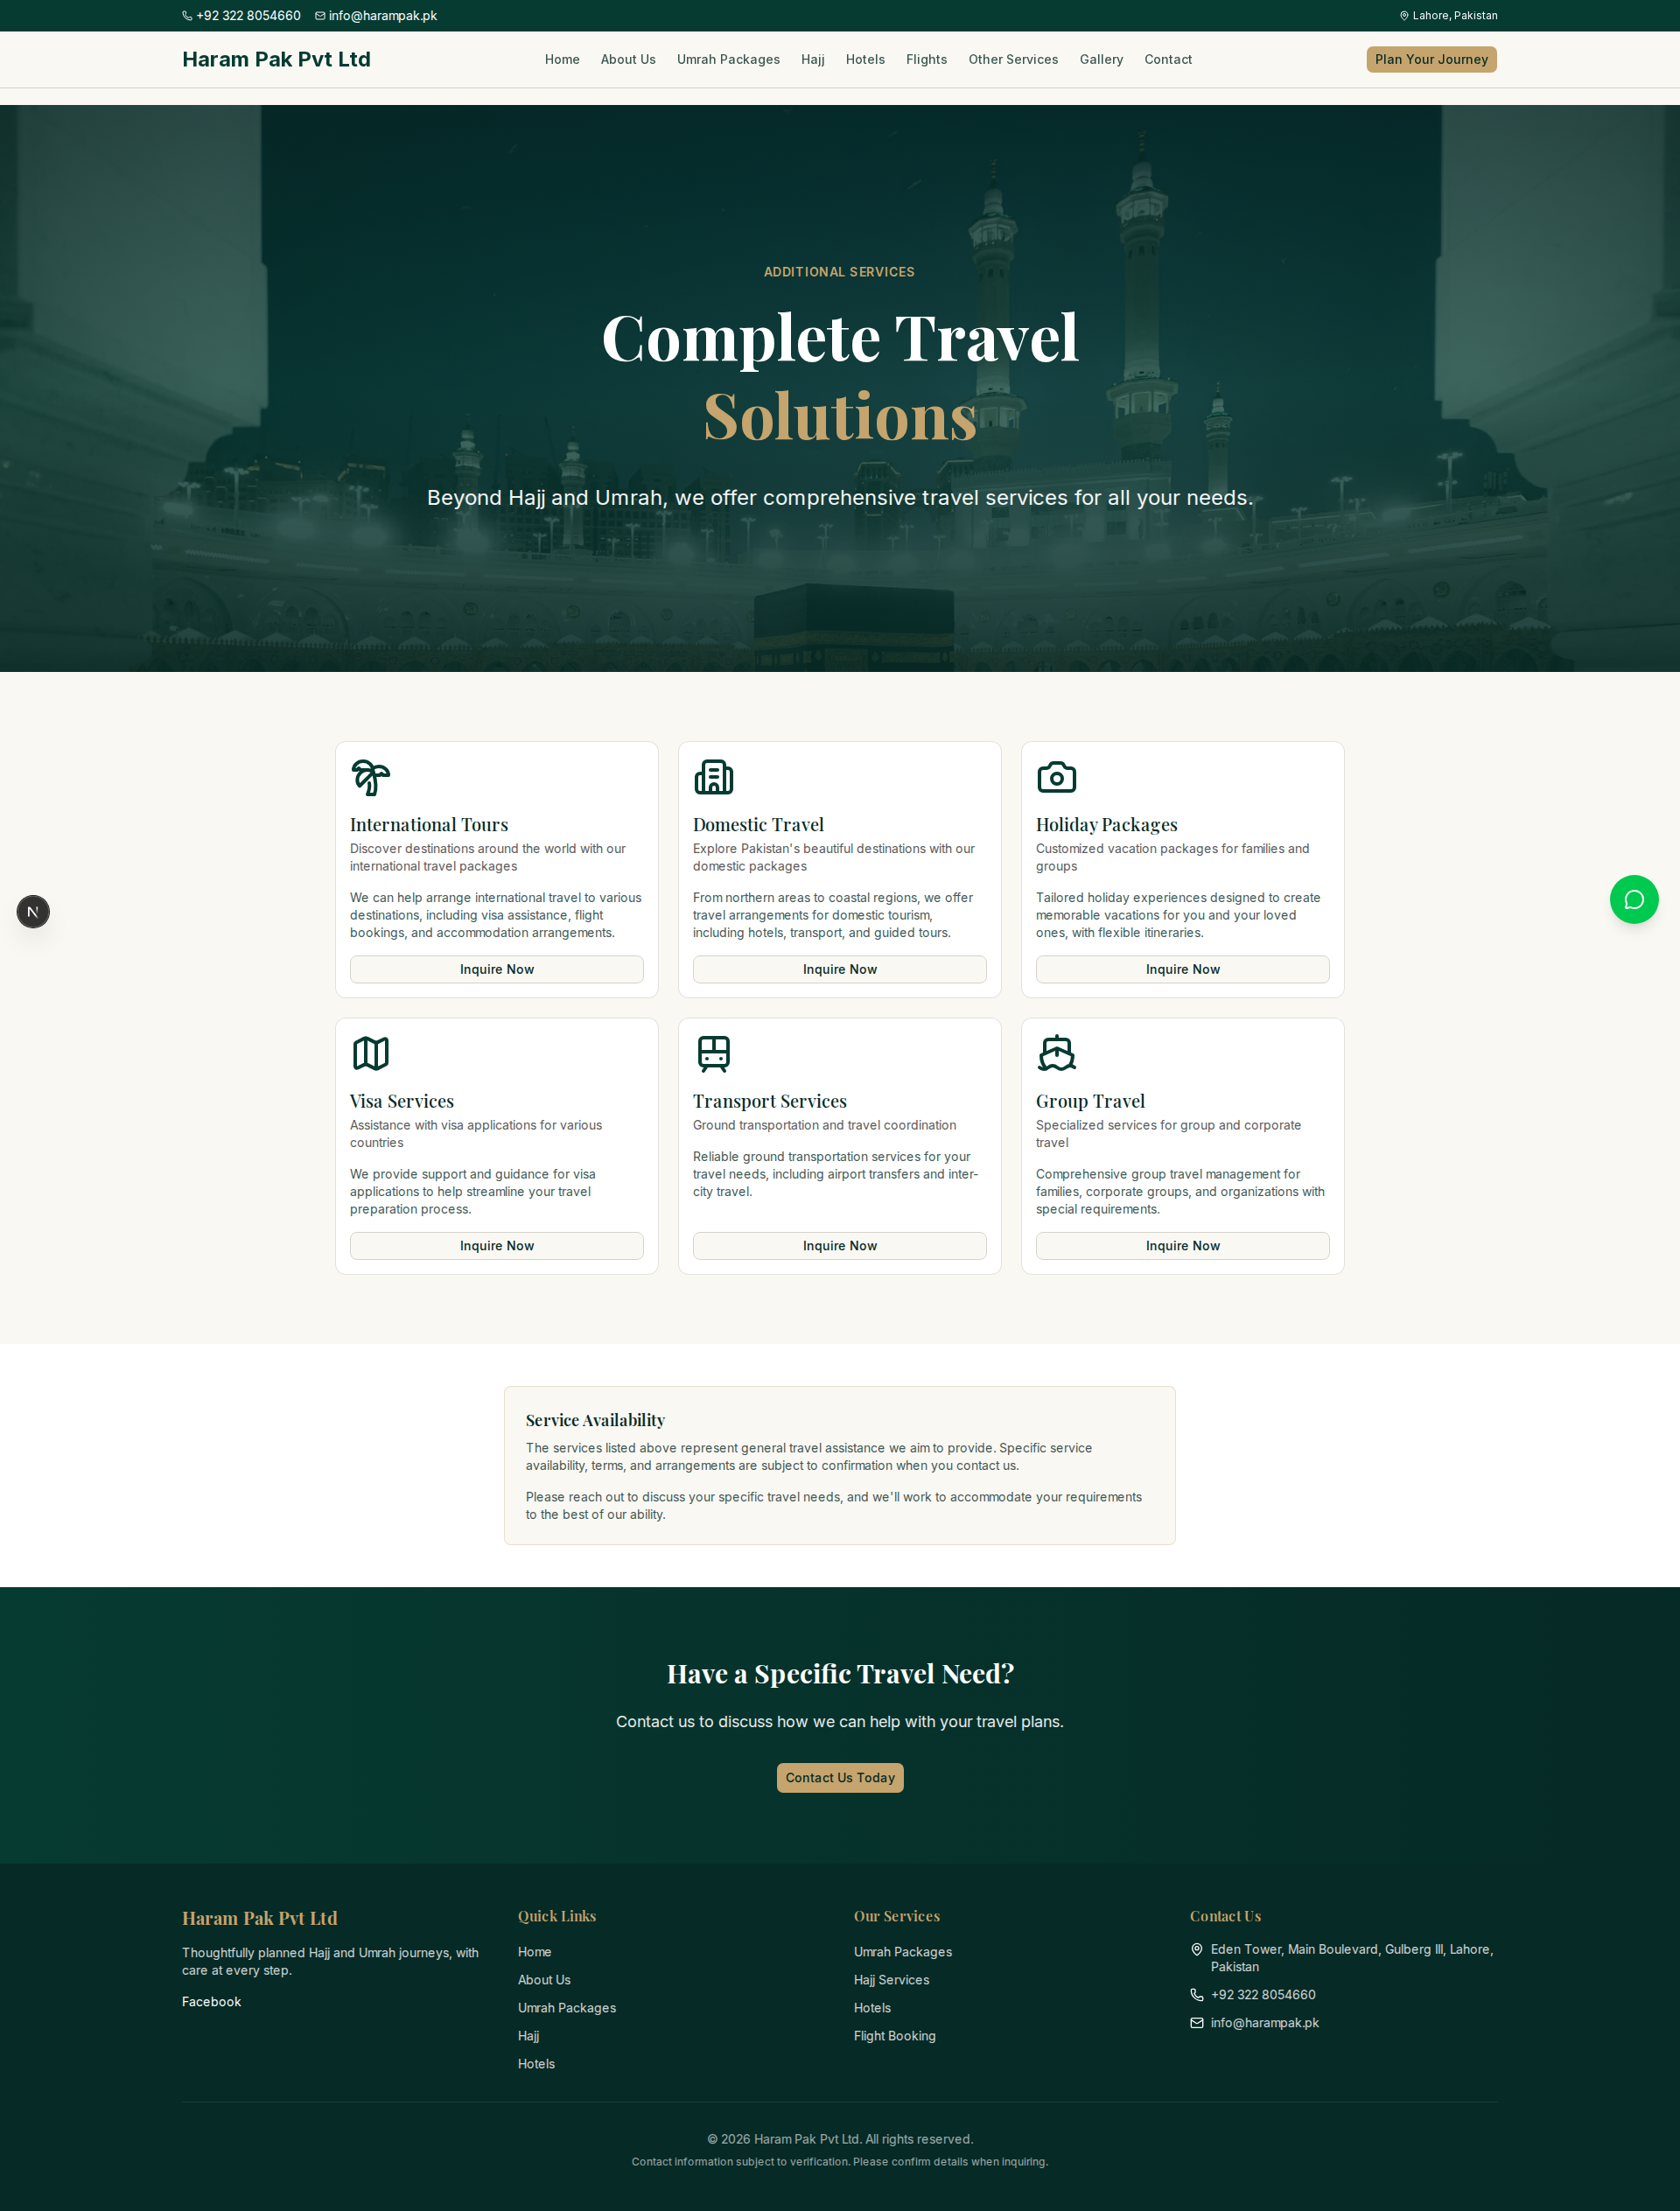 +92 322 8054660 info@harampak.pk Lahore, Pakistan
Haram Pak Pvt Ltd Home About Us Umrah Packages Hajj Hotels Flights Other Services Gallery Contact Plan Your Journey
ADDITIONAL SERVICES
Complete Travel
Solutions
Beyond Hajj and Umrah, we offer comprehensive travel services for all your needs.
International Tours
Discover destinations around the world with our
international travel packages
We can help arrange international travel to various
destinations, including visa assistance, flight
bookings, and accommodation arrangements.
Inquire Now
Domestic Travel
Explore Pakistan's beautiful destinations with our
domestic packages
From northern areas to coastal regions, we offer
travel arrangements for domestic tourism,
including hotels, transport, and guided tours.
Inquire Now
Holiday Packages
Customized vacation packages for families and
groups
Tailored holiday experiences designed to create
memorable vacations for you and your loved
ones, with flexible itineraries.
Inquire Now
Visa Services
Assistance with visa applications for various
countries
We provide support and guidance for visa
applications to help streamline your travel
preparation process.
Inquire Now
Transport Services
Ground transportation and travel coordination
Reliable ground transportation services for your
travel needs, including airport transfers and inter-
city travel.
Inquire Now
Group Travel
Specialized services for group and corporate
travel
Comprehensive group travel management for
families, corporate groups, and organizations with
special requirements.
Inquire Now
N
Service Availability
The services listed above represent general travel assistance we aim to provide. Specific service
availability, terms, and arrangements are subject to confirmation when you contact us.
Please reach out to discuss your specific travel needs, and we'll work to accommodate your requirements
to the best of our ability.
Have a Specific Travel Need?
Contact us to discuss how we can help with your travel plans.
Contact Us Today
Haram Pak Pvt Ltd
Thoughtfully planned Hajj and Umrah journeys, with
care at every step.
Facebook
Quick Links
Home
About Us
Umrah Packages
Hajj
Hotels
Our Services
Umrah Packages
Hajj Services
Hotels
Flight Booking
Contact Us
Eden Tower, Main Boulevard, Gulberg III, Lahore,
Pakistan
+92 322 8054660
info@harampak.pk
© 2026 Haram Pak Pvt Ltd. All rights reserved.
Contact information subject to verification. Please confirm details when inquiring.